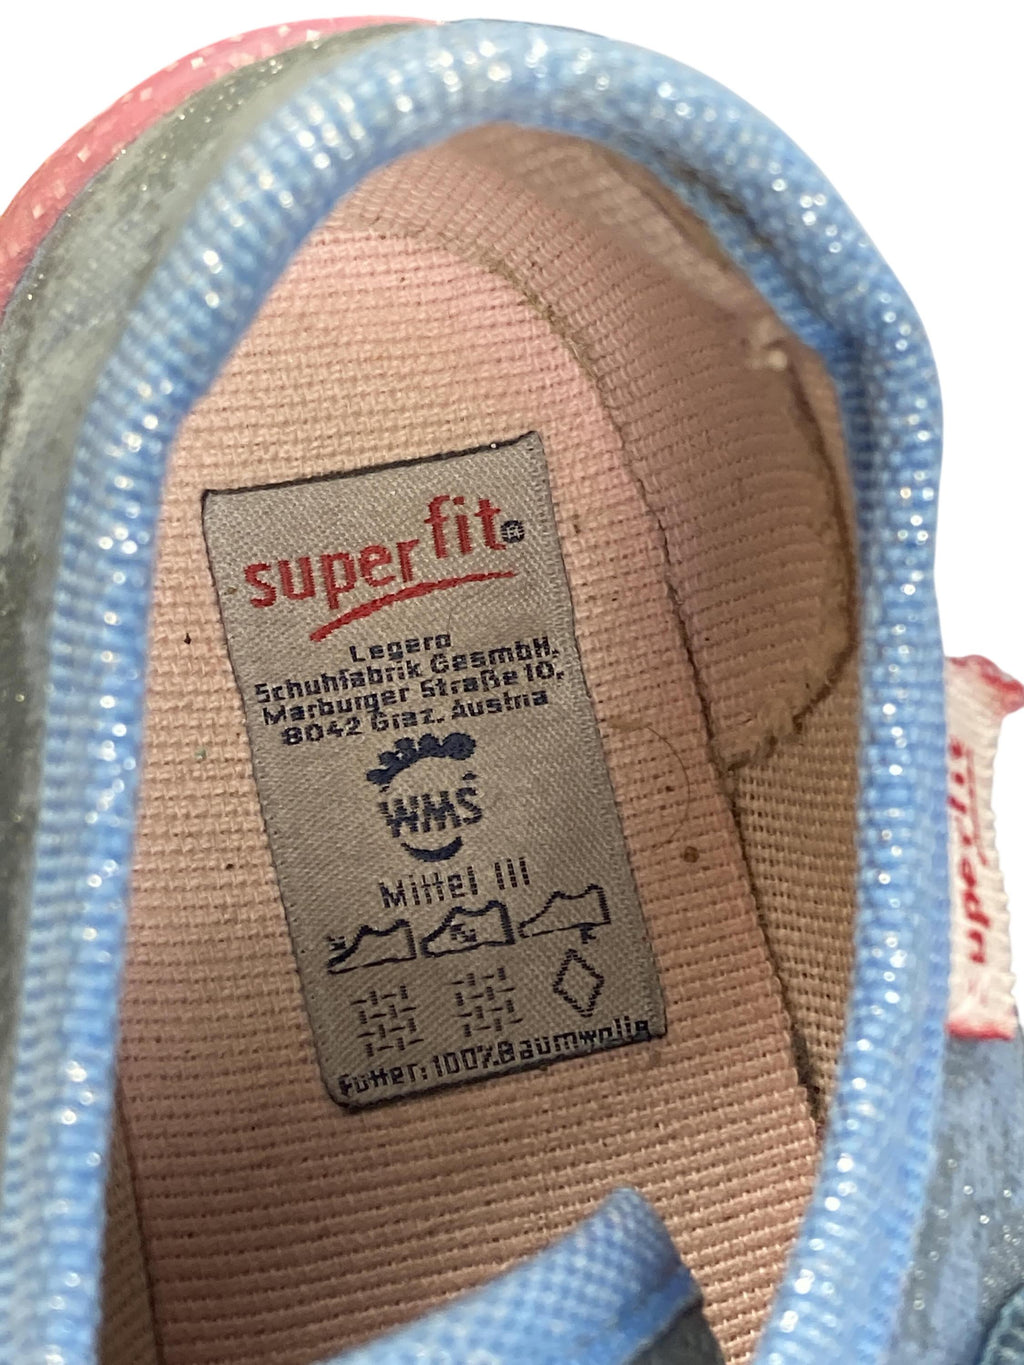 superfit®
Legero
Schuhfabrik GesmbH.
Marburger Straße 10,
8042 Graz. Austria
WMS
Mittel III
Futter: 100% Baumwolle
superfit